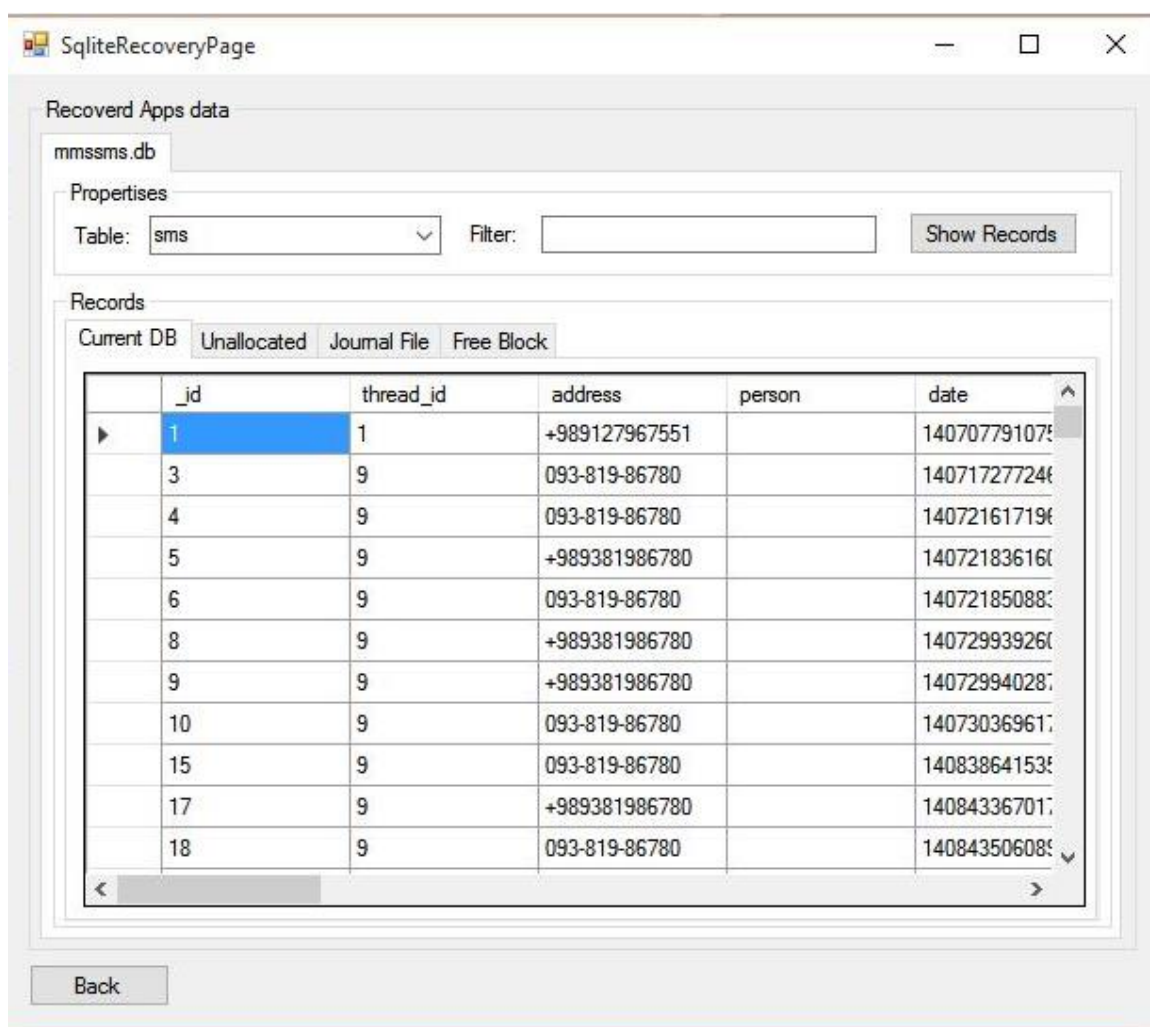 SqliteRecoveryPage
Recoverd Apps data
mmssms.db
Propertises
Table: sms Filter: Show Records
Records
Current DB Unallocated Journal File Free Block
_id thread_id address person date
1 1 +989127967551
3 9 093-819-86780
4 9 093-819-86780
5 9 +989381986780
6 9 093-819-86780
8 9 +989381986780
9 9 +989381986780
10 9 093-819-86780
15 9 093-819-86780
17 9 +989381986780
18 9 093-819-86780
Back